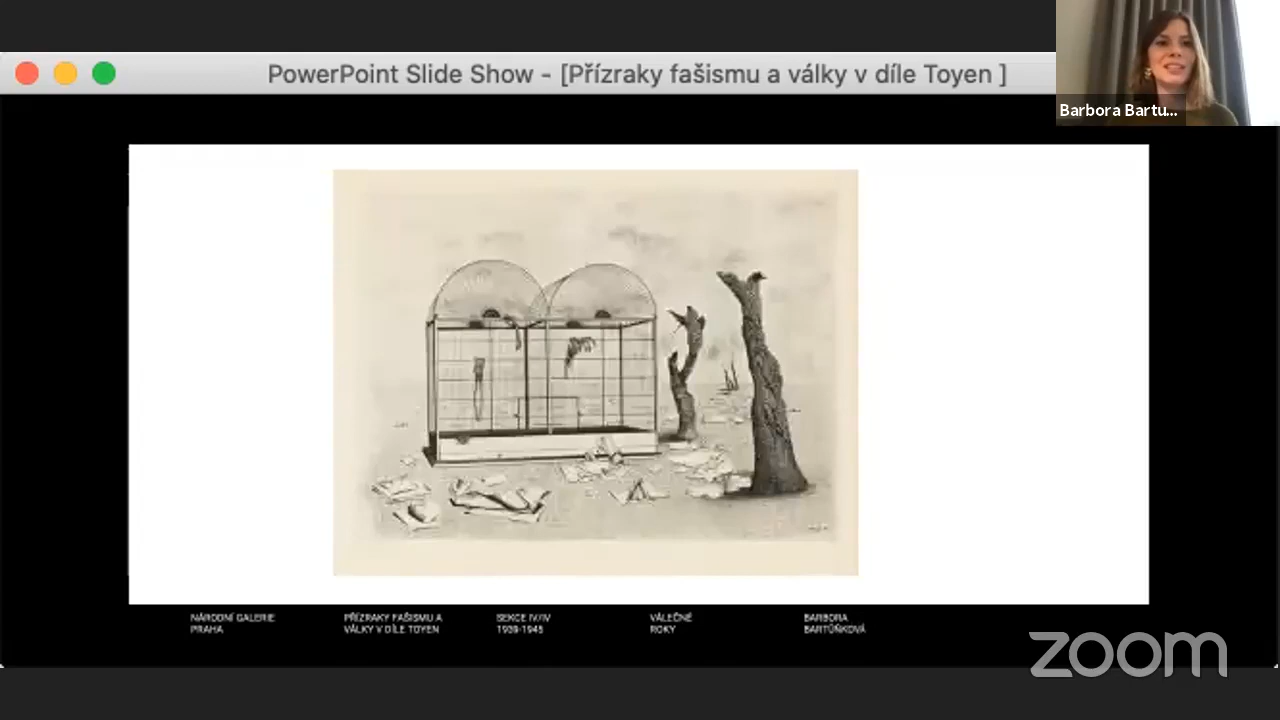 PowerPoint Slide Show - [Přízraky fašismu a války v díle Toyen ]
Barbora Bartu...
NÁRODNÍ GALERIE
PRAHA
PŘÍZRAKY FAŠISMU A
VÁLKY V DÍLE TOYEN
SEKCE IV/IV
1939-1945
VÁLEČNÉ
ROKY
BARBORA
BARTŮŇKOVÁ
zoom